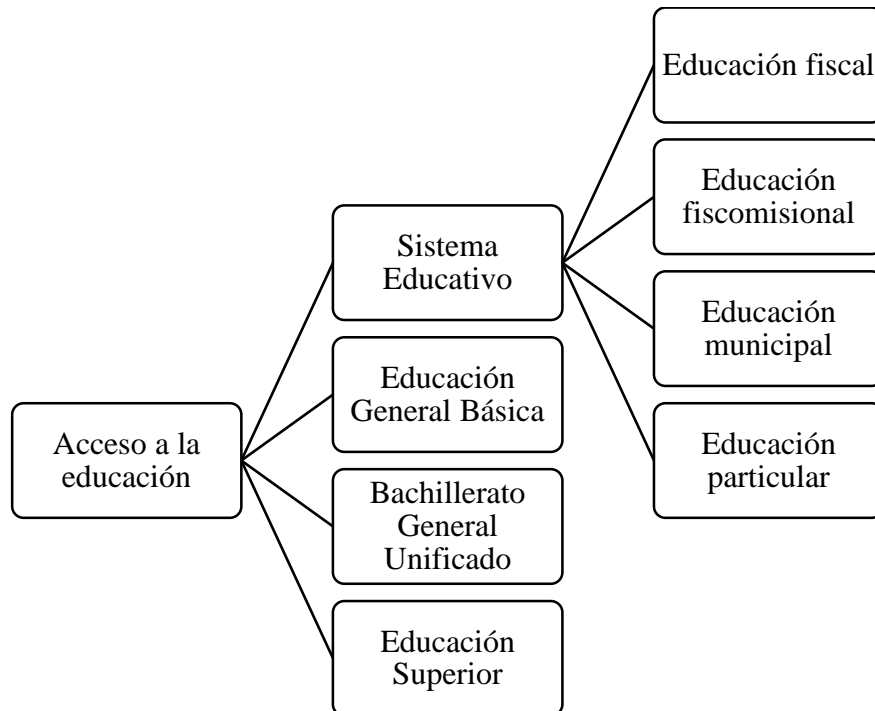 Acceso a la
educación
Sistema
Educativo
Educación
General Básica
Bachillerato
General
Unificado
Educación
Superior
Educación fiscal
Educación
fiscomisional
Educación
municipal
Educación
particular